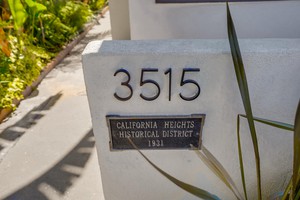 3515
CALIFORNIA HEIGHTS
HISTORICAL DISTRICT
1931